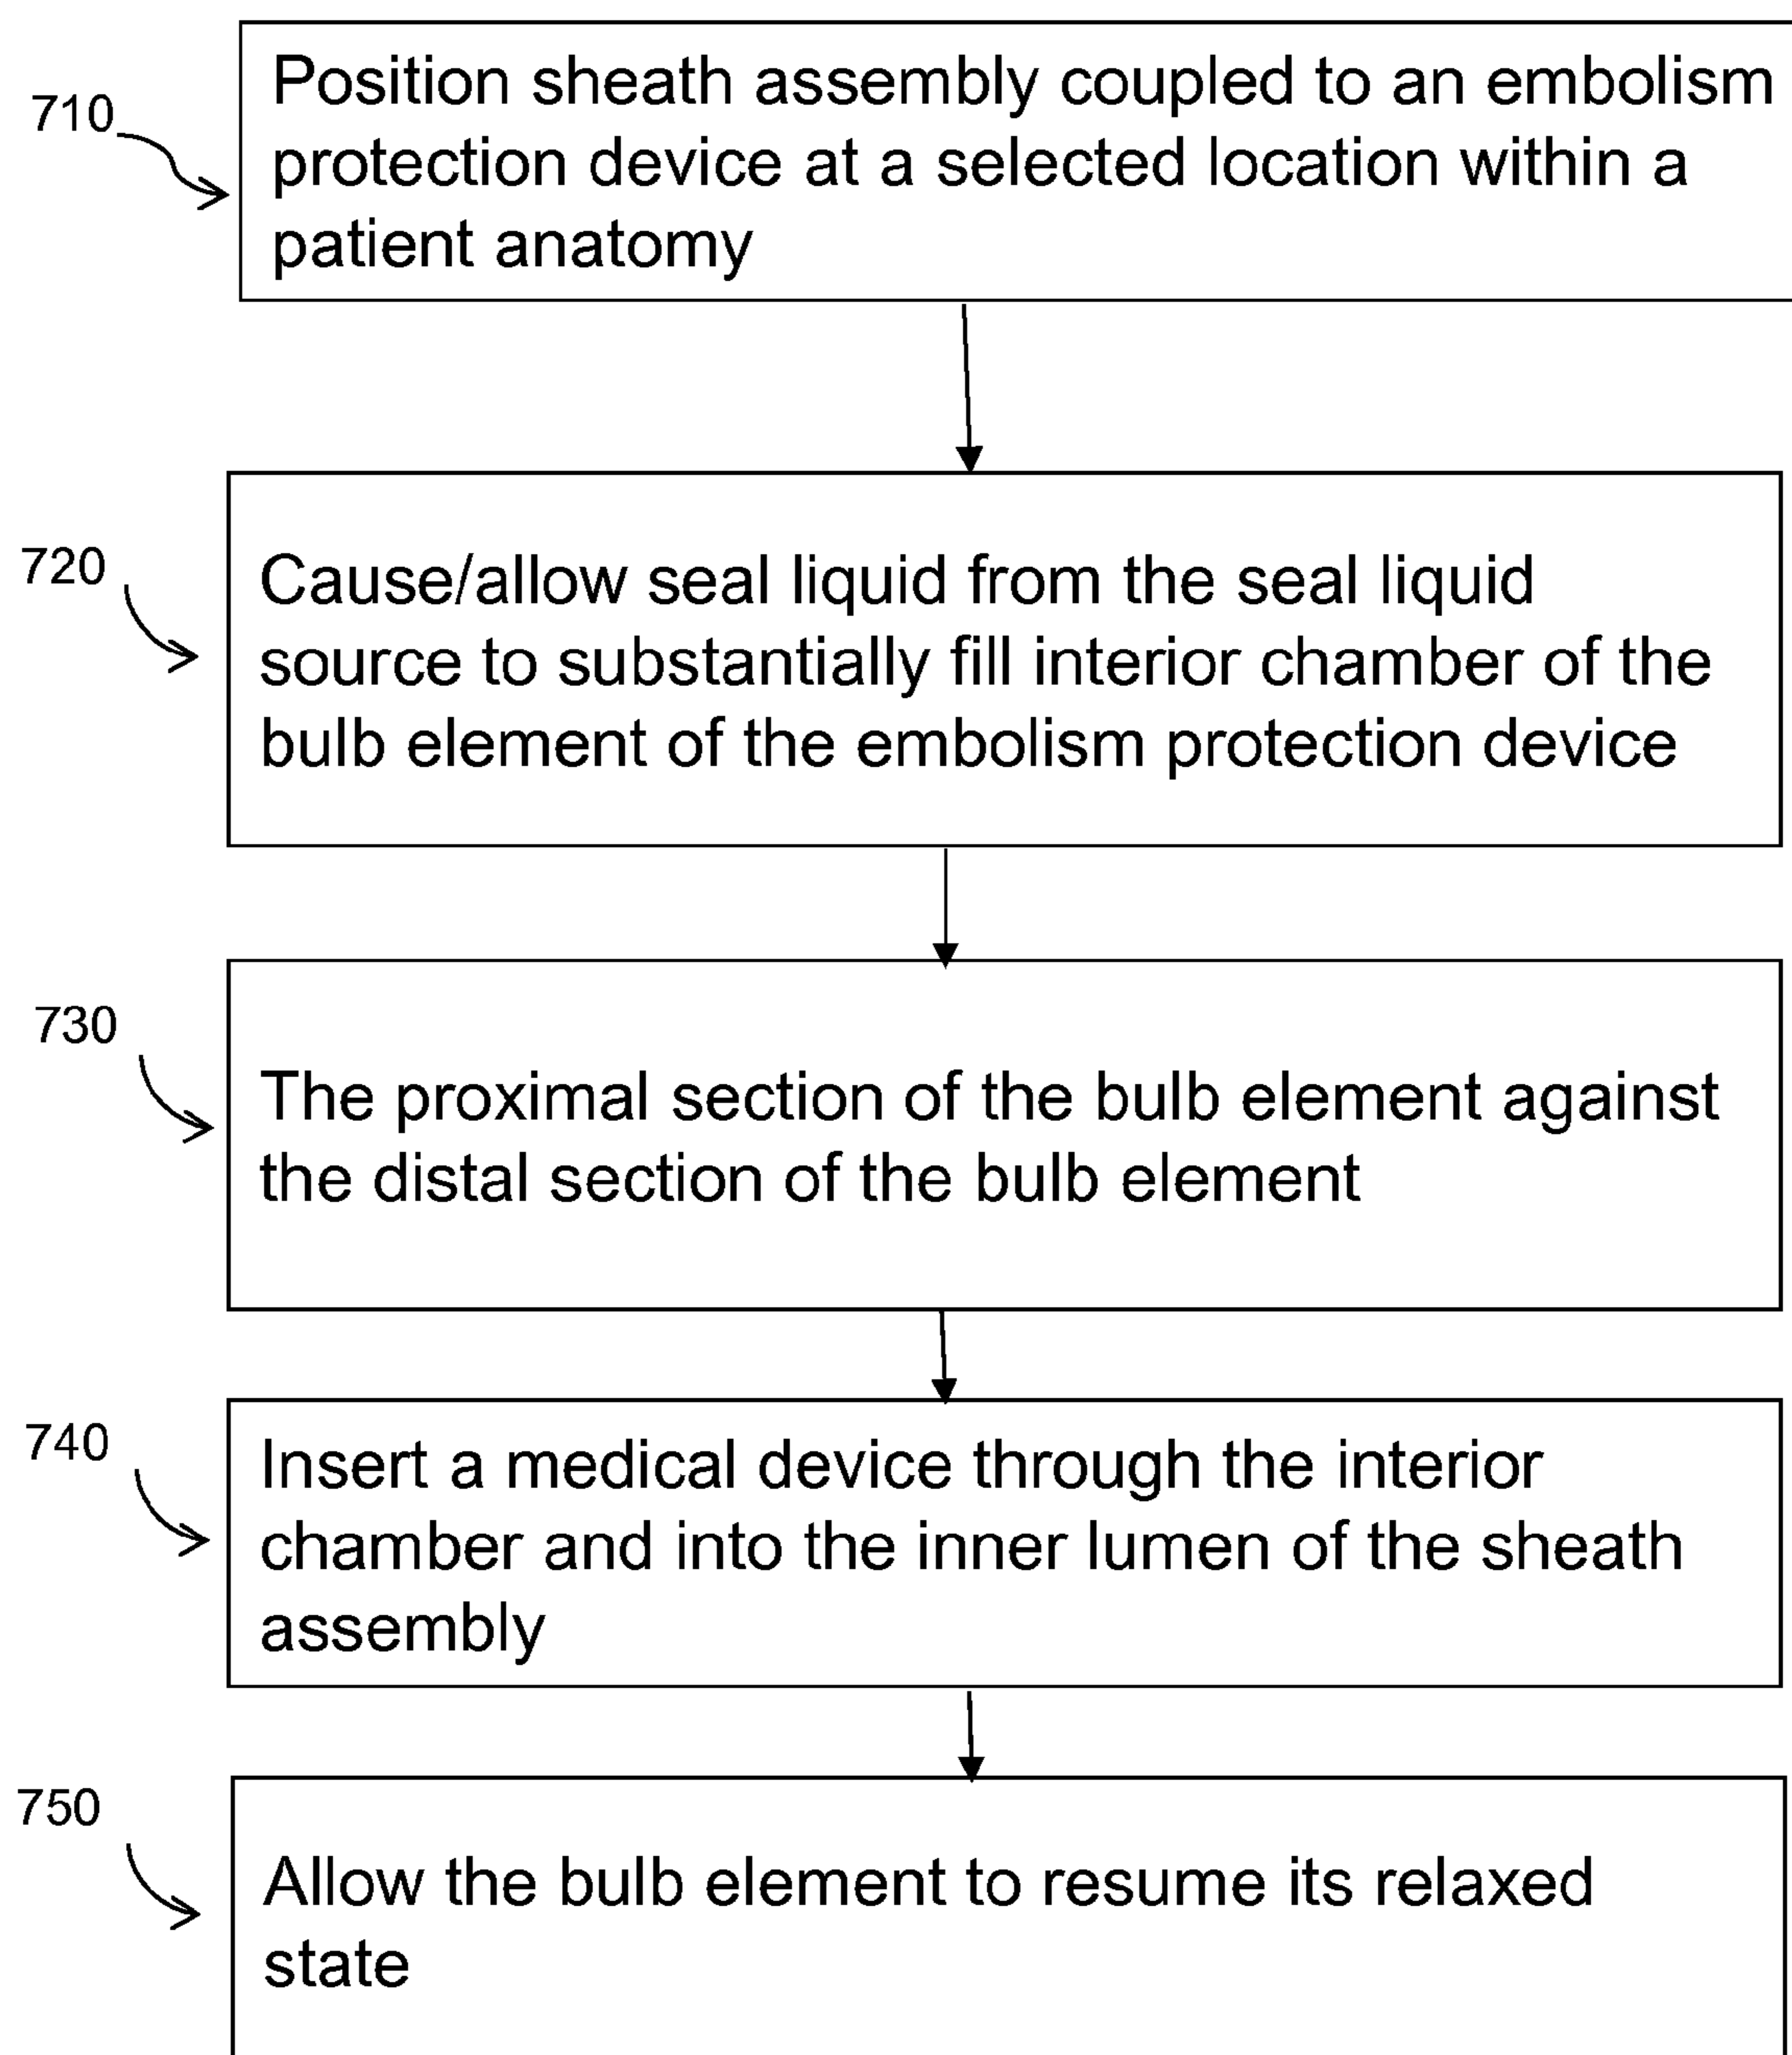 710
Position sheath assembly coupled to an embolism
protection device at a selected location within a
patient anatomy
720
Cause/allow seal liquid from the seal liquid
source to substantially fill interior chamber of the
bulb element of the embolism protection device
730
The proximal section of the bulb element against
the distal section of the bulb element
740
Insert a medical device through the interior
chamber and into the inner lumen of the sheath
assembly
750
Allow the bulb element to resume its relaxed
state